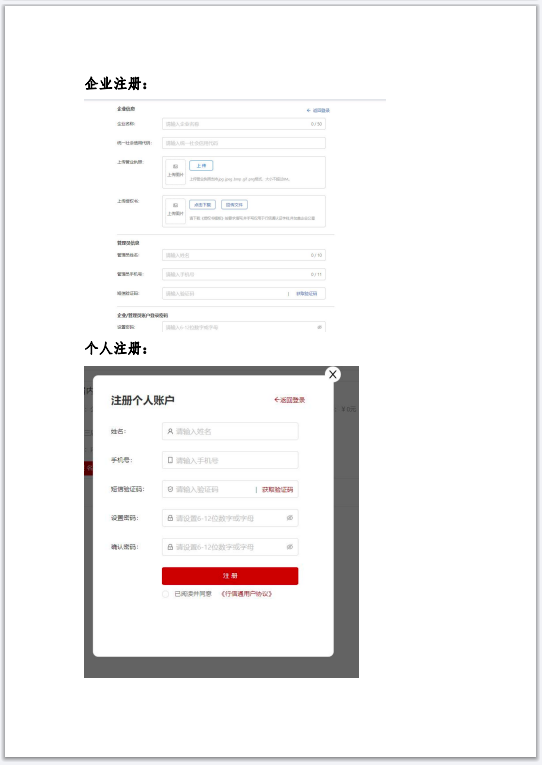 企业注册：
企业信息
← 返回登录
企业名称：
请输入企业名称
0 / 50
统一社会信用代码：
请输入统一社会信用代码
上传营业执照：
上传图片
上 传
上传授权书：
上传图片
点击下载
回传文件
管理员信息
管理员姓名：
请输入姓名
0 / 10
管理员手机号：
请输入手机号
0 / 11
短信验证码：
请输入验证码
获取验证码
企业/管理员账户登录密码
设置密码：
请输入6-12位数字或字母
个人注册：
X
注册个人账户
←返回登录
姓名：
请输入姓名
手机号：
请输入手机号
短信验证码：
请输入验证码
| 获取验证码
设置密码：
请设置6-12位数字或字母
确认密码：
请设置6-12位数字或字母
注 册
已阅读并同意 《行信通用户协议》